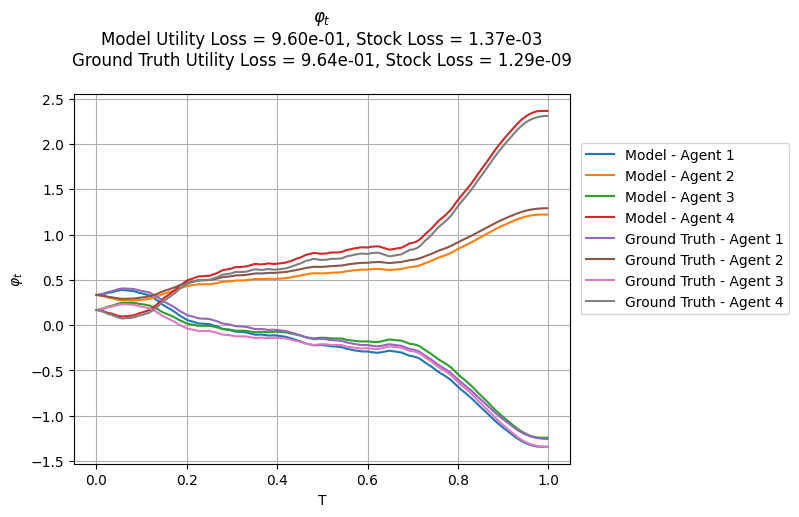 φt
Model Utility Loss = 9.60e-01, Stock Loss = 1.37e-03
Ground Truth Utility Loss = 9.64e-01, Stock Loss = 1.29e-09
2.5
2.0
1.5
1.0
0.5
0.0
−0.5
−1.0
−1.5
φt
0.0 0.2 0.4 0.6 0.8 1.0
T
Model - Agent 1
Model - Agent 2
Model - Agent 3
Model - Agent 4
Ground Truth - Agent 1
Ground Truth - Agent 2
Ground Truth - Agent 3
Ground Truth - Agent 4